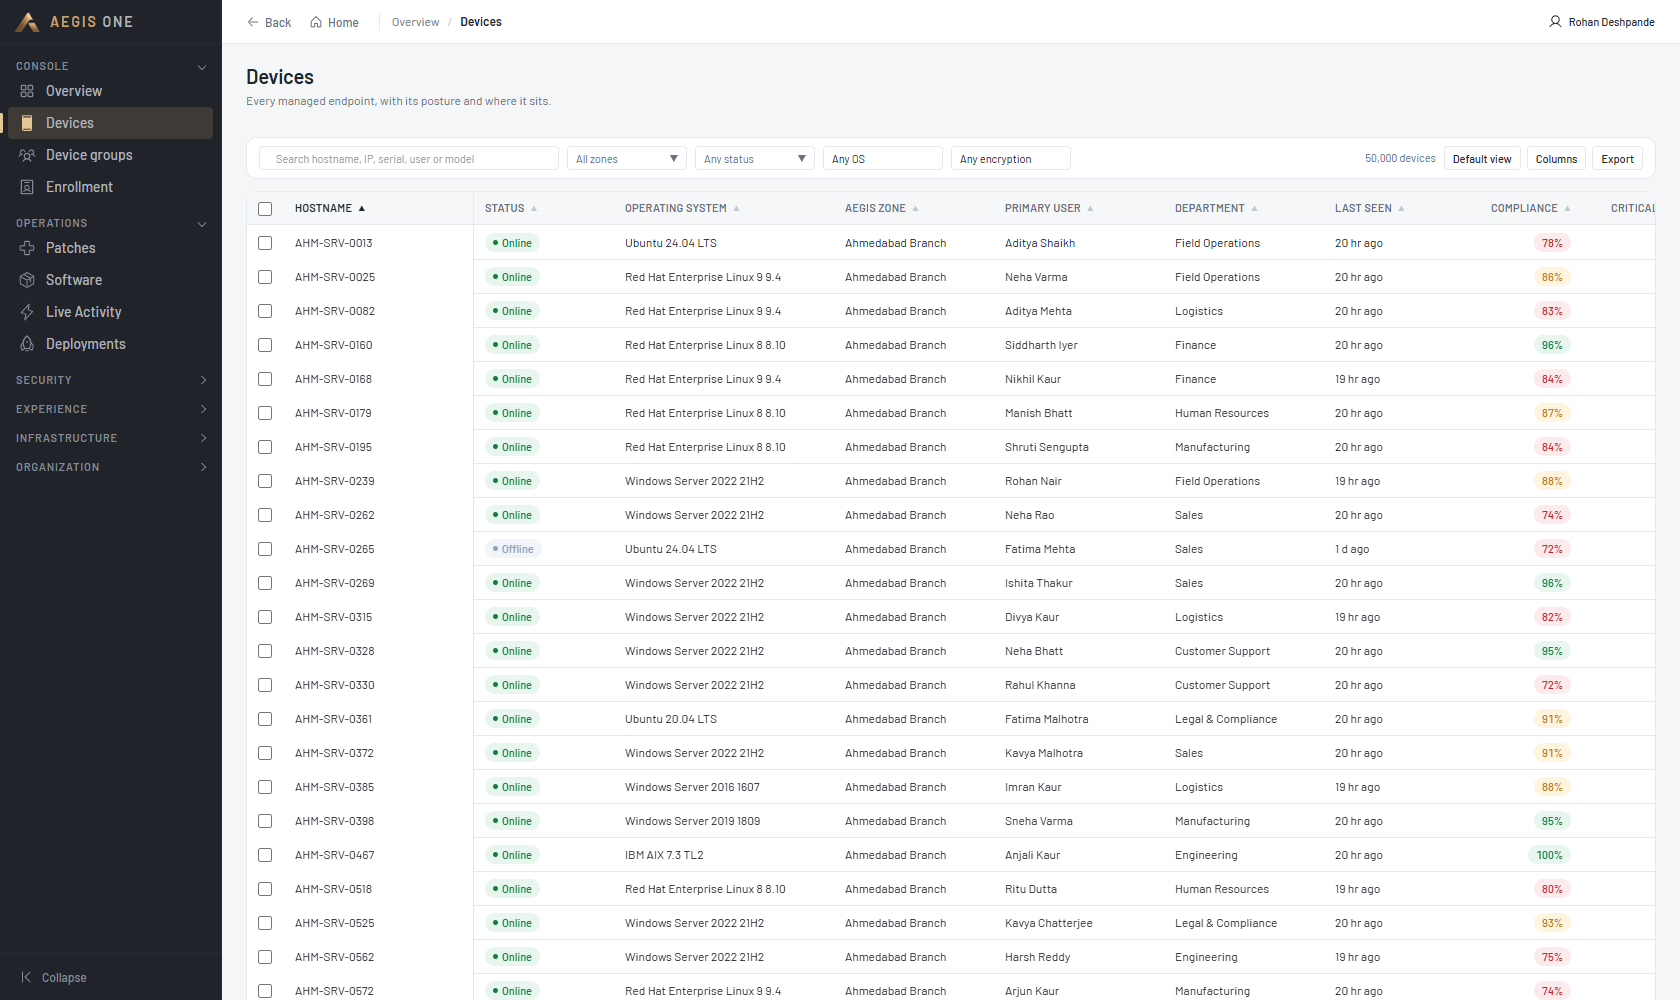 AEGIS ONE
CONSOLE
Overview
Devices
Device groups
Enrollment
OPERATIONS
Patches
Software
Live Activity
Deployments
SECURITY
EXPERIENCE
INFRASTRUCTURE
ORGANIZATION
Collapse
Back Home Overview / Devices Rohan Deshpande
Devices
Every managed endpoint, with its posture and where it sits.
Search hostname, IP, serial, user or model All zones Any status Any OS Any encryption 50,000 devices Default view Columns Export
HOSTNAME STATUS OPERATING SYSTEM AEGIS ZONE PRIMARY USER DEPARTMENT LAST SEEN COMPLIANCE CRITICAL
AHM-SRV-0013 Online Ubuntu 24.04 LTS Ahmedabad Branch Aditya Shaikh Field Operations 20 hr ago 78%
AHM-SRV-0025 Online Red Hat Enterprise Linux 9 9.4 Ahmedabad Branch Neha Varma Field Operations 20 hr ago 86%
AHM-SRV-0082 Online Red Hat Enterprise Linux 9 9.4 Ahmedabad Branch Aditya Mehta Logistics 20 hr ago 83%
AHM-SRV-0160 Online Red Hat Enterprise Linux 8 8.10 Ahmedabad Branch Siddharth Iyer Finance 20 hr ago 96%
AHM-SRV-0168 Online Red Hat Enterprise Linux 9 9.4 Ahmedabad Branch Nikhil Kaur Finance 19 hr ago 84%
AHM-SRV-0179 Online Red Hat Enterprise Linux 8 8.10 Ahmedabad Branch Manish Bhatt Human Resources 20 hr ago 87%
AHM-SRV-0195 Online Red Hat Enterprise Linux 8 8.10 Ahmedabad Branch Shruti Sengupta Manufacturing 20 hr ago 84%
AHM-SRV-0239 Online Windows Server 2022 21H2 Ahmedabad Branch Rohan Nair Field Operations 19 hr ago 88%
AHM-SRV-0262 Online Windows Server 2022 21H2 Ahmedabad Branch Neha Rao Sales 20 hr ago 74%
AHM-SRV-0265 Offline Ubuntu 24.04 LTS Ahmedabad Branch Fatima Mehta Sales 1 d ago 72%
AHM-SRV-0269 Online Windows Server 2022 21H2 Ahmedabad Branch Ishita Thakur Sales 20 hr ago 96%
AHM-SRV-0315 Online Windows Server 2022 21H2 Ahmedabad Branch Divya Kaur Logistics 19 hr ago 82%
AHM-SRV-0328 Online Windows Server 2022 21H2 Ahmedabad Branch Neha Bhatt Customer Support 20 hr ago 95%
AHM-SRV-0330 Online Windows Server 2022 21H2 Ahmedabad Branch Rahul Khanna Customer Support 20 hr ago 72%
AHM-SRV-0361 Online Ubuntu 20.04 LTS Ahmedabad Branch Fatima Malhotra Legal & Compliance 20 hr ago 91%
AHM-SRV-0372 Online Windows Server 2022 21H2 Ahmedabad Branch Kavya Malhotra Sales 20 hr ago 91%
AHM-SRV-0385 Online Windows Server 2016 1607 Ahmedabad Branch Imran Kaur Logistics 19 hr ago 88%
AHM-SRV-0398 Online Windows Server 2019 1809 Ahmedabad Branch Sneha Varma Manufacturing 20 hr ago 95%
AHM-SRV-0467 Online IBM AIX 7.3 TL2 Ahmedabad Branch Anjali Kaur Engineering 20 hr ago 100%
AHM-SRV-0518 Online Red Hat Enterprise Linux 8 8.10 Ahmedabad Branch Ritu Dutta Human Resources 19 hr ago 80%
AHM-SRV-0525 Online Windows Server 2022 21H2 Ahmedabad Branch Kavya Chatterjee Legal & Compliance 20 hr ago 93%
AHM-SRV-0562 Online Windows Server 2022 21H2 Ahmedabad Branch Harsh Reddy Engineering 19 hr ago 75%
AHM-SRV-0572 Online Red Hat Enterprise Linux 9 9.4 Ahmedabad Branch Arjun Kaur Manufacturing 20 hr ago 74%